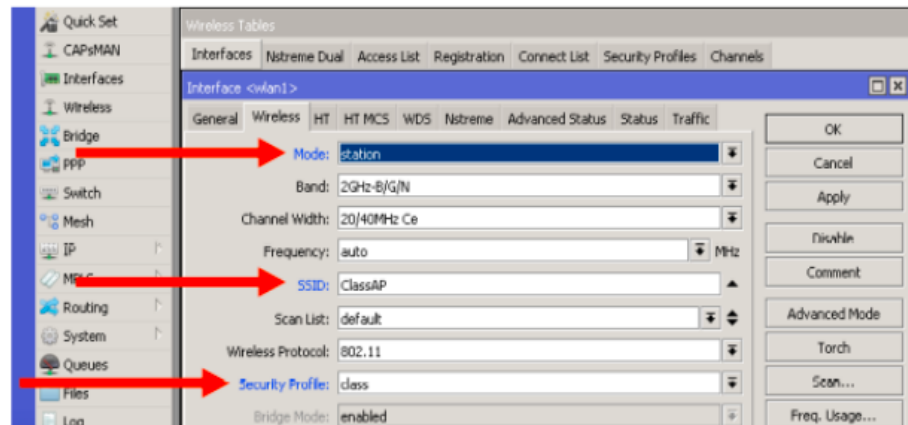 Quick Set
CAPsMAN
Interfaces
Wireless
Bridge
PPP
Switch
Mesh
IP
MPLS
Routing
System
Queues
Files
Log
Wireless Tables
Interfaces Nstreme Dual Access List Registration Connect List Security Profiles Channels
Interface <wlan1>
General Wireless HT HT MCS WDS Nstreme Advanced Status Status Traffic
Mode: station
Band: 2GHz-B/G/N
Channel Width: 20/40MHz Ce
Frequency: auto MHz
SSID: ClassAP
Scan List: default
Wireless Protocol: 802.11
Security Profile: class
Bridge Mode: enabled
OK
Cancel
Apply
Disable
Comment
Advanced Mode
Torch
Scan...
Freq. Usage...